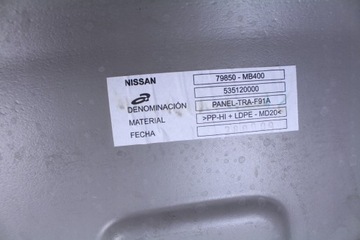 NISSAN 79850 - MB400
535120000
DENOMINACIÓN PANEL-TRA-F91A
MATERIAL >PP-HI + LDPE - MD20<
FECHA